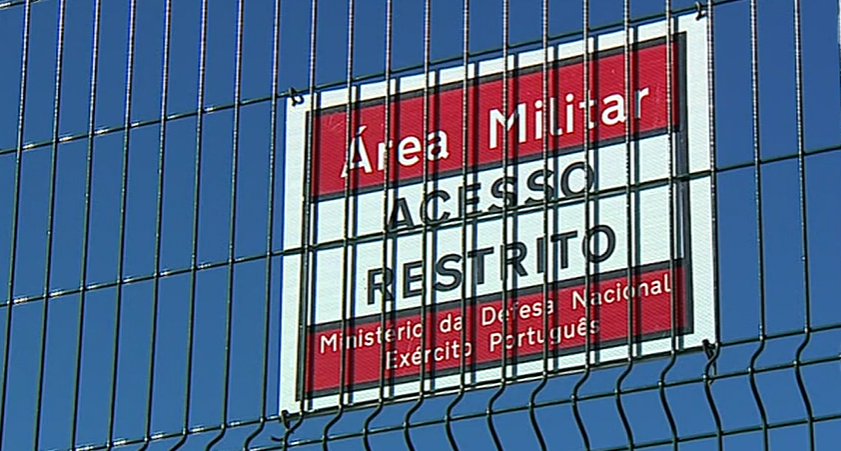 Área Militar
ACESSO
RESTRITO
Ministério da Defesa Nacional
Exército Português